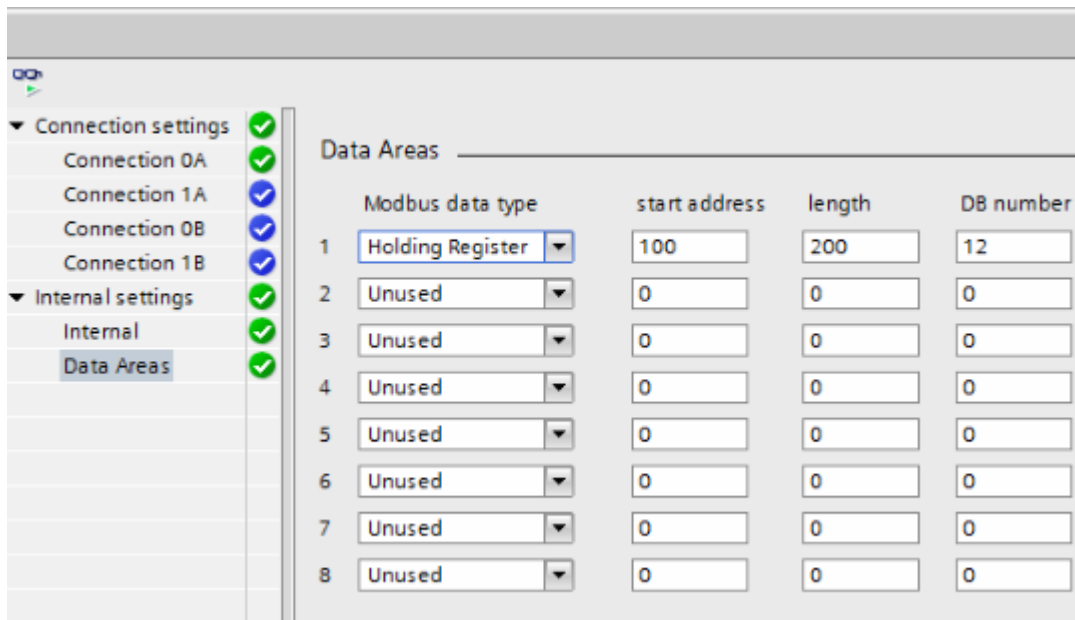 Connection settings
Connection 0A
Connection 1A
Connection 0B
Connection 1B
Internal settings
Internal
Data Areas
Data Areas
Modbus data type start address length DB number
1 Holding Register 100 200 12
2 Unused 0 0 0
3 Unused 0 0 0
4 Unused 0 0 0
5 Unused 0 0 0
6 Unused 0 0 0
7 Unused 0 0 0
8 Unused 0 0 0